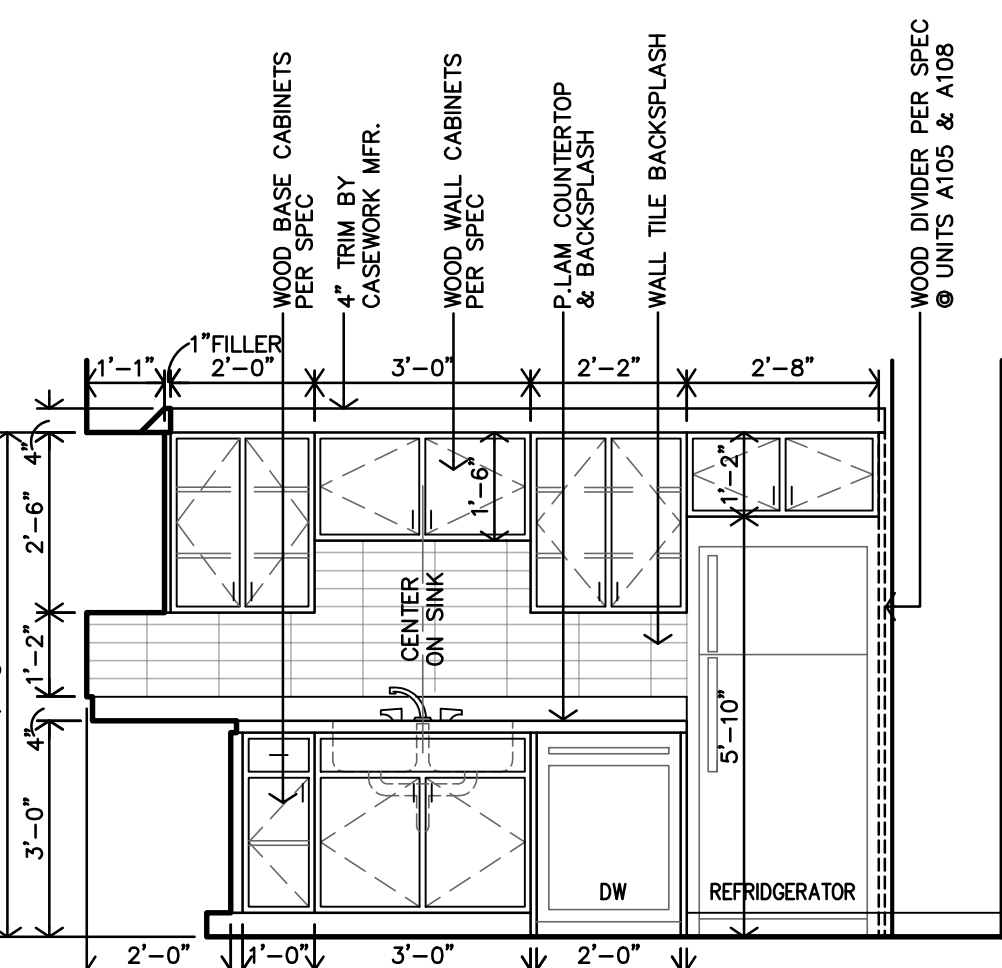 WOOD BASE CABINETS
PER SPEC
4" TRIM BY
CASEWORK MFR.
WOOD WALL CABINETS
PER SPEC
P.LAM COUNTERTOP
& BACKSPLASH
WALL TILE BACKSPLASH
WOOD DIVIDER PER SPEC
@ UNITS A105 & A108
1"FILLER
1'-1"
2'-0"
3'-0"
2'-2"
2'-8"
4"
2'-6"
1'-2"
4"
3'-0"
1'-6"
1'-2"
CENTER
ON SINK
5'-10"
DW
REFRIDGERATOR
2'-0"
1'-0"
3'-0"
2'-0"